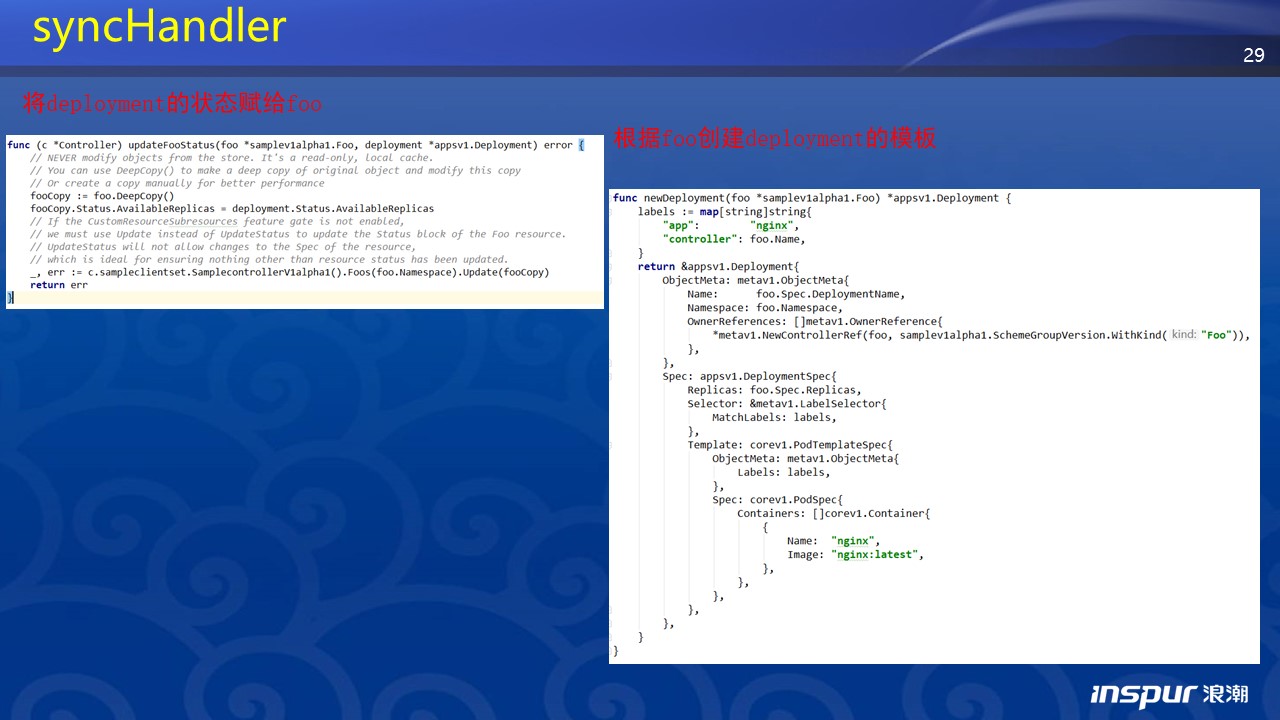 syncHandler
29
将deployment的状态赋给foo
func (c *Controller) updateFooStatus(foo *samplev1alpha1.Foo, deployment *appsv1.Deployment) error {
    // NEVER modify objects from the store. It's a read-only, local cache.
    // You can use DeepCopy() to make a deep copy of original object and modify this copy
    // Or create a copy manually for better performance
    fooCopy := foo.DeepCopy()
    fooCopy.Status.AvailableReplicas = deployment.Status.AvailableReplicas
    // If the CustomResourceSubresources feature gate is not enabled,
    // we must use Update instead of UpdateStatus to update the Status block of the Foo resource.
    // UpdateStatus will not allow changes to the Spec of the resource,
    // which is ideal for ensuring nothing other than resource status has been updated.
    _, err := c.sampleclientset.SamplecontrollerV1alpha1().Foos(foo.Namespace).Update(fooCopy)
    return err
}
根据foo创建deployment的模板
func newDeployment(foo *samplev1alpha1.Foo) *appsv1.Deployment {
    labels := map[string]string{
        "app":        "nginx",
        "controller": foo.Name,
    }
    return &appsv1.Deployment{
        ObjectMeta: metav1.ObjectMeta{
            Name:      foo.Spec.DeploymentName,
            Namespace: foo.Namespace,
            OwnerReferences: []metav1.OwnerReference{
                *metav1.NewControllerRef(foo, samplev1alpha1.SchemeGroupVersion.WithKind( kind: "Foo")),
            },
        },
        Spec: appsv1.DeploymentSpec{
            Replicas: foo.Spec.Replicas,
            Selector: &metav1.LabelSelector{
                MatchLabels: labels,
            },
            Template: corev1.PodTemplateSpec{
                ObjectMeta: metav1.ObjectMeta{
                    Labels: labels,
                },
                Spec: corev1.PodSpec{
                    Containers: []corev1.Container{
                        {
                            Name:  "nginx",
                            Image: "nginx:latest",
                        },
                    },
                },
            },
        },
    }
}
inspur 浪潮